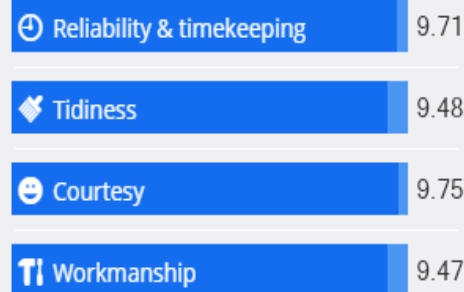 Reliability & timekeeping 9.71
Tidiness 9.48
Courtesy 9.75
Workmanship 9.47